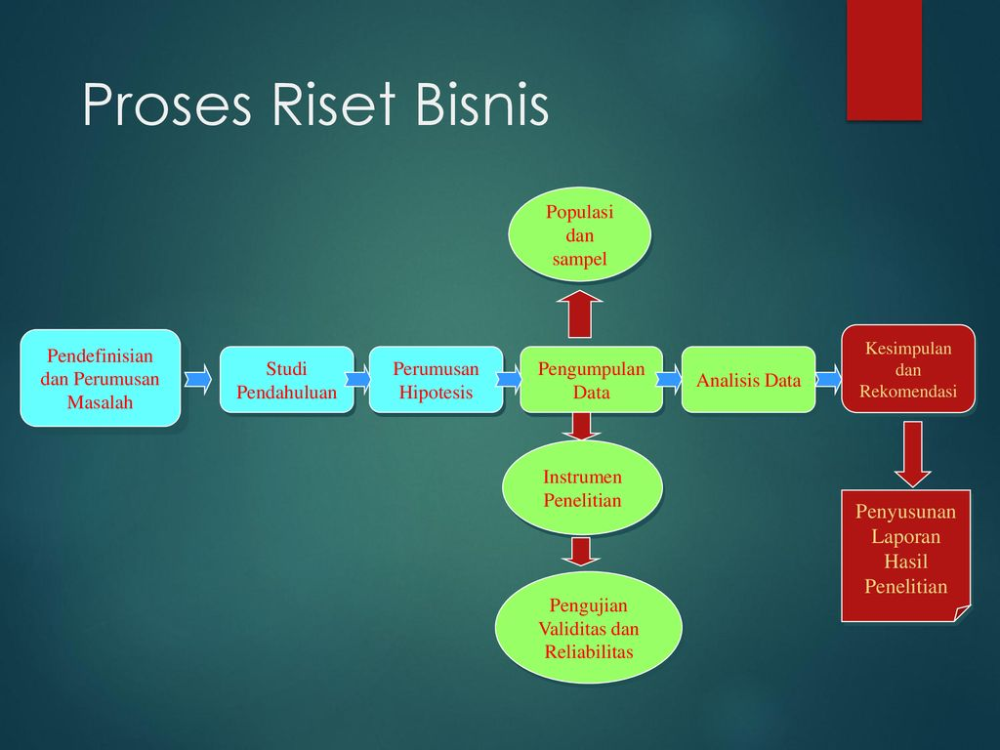 Proses Riset Bisnis
Populasi
dan
sampel
Pendefinisian
dan Perumusan
Masalah
Studi
Pendahuluan
Perumusan
Hipotesis
Pengumpulan
Data
Analisis Data
Kesimpulan
dan
Rekomendasi
Instrumen
Penelitian
Pengujian
Validitas dan
Reliabilitas
Penyusunan
Laporan
Hasil
Penelitian